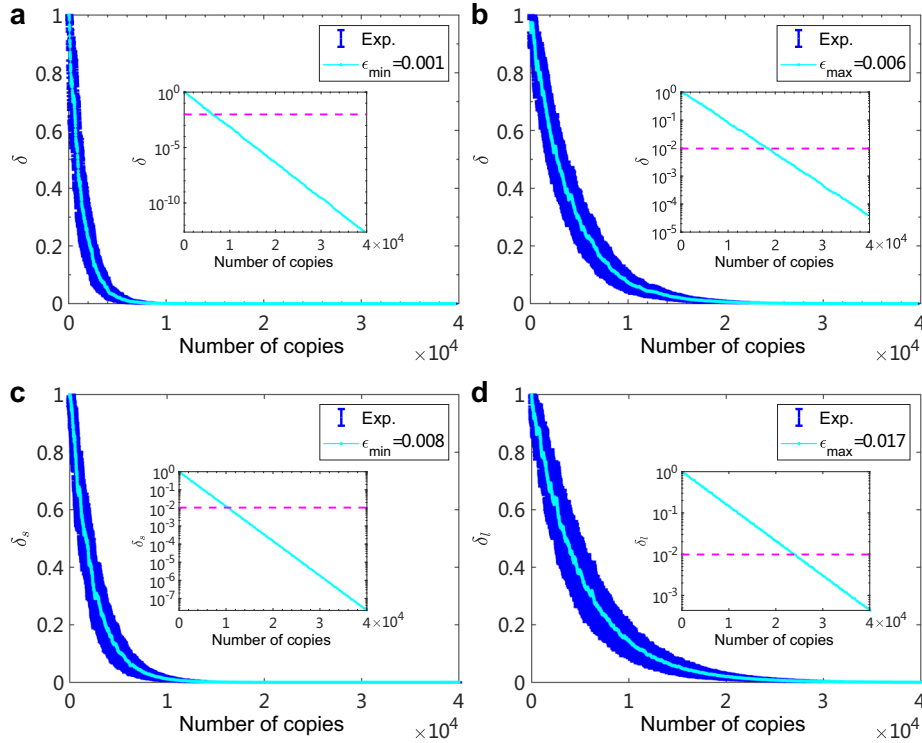 a
1
0.8
0.6
0.4
0.2
0
δ
Exp.
ϵmin=0.001
10^0
10^-5
10^-10
δ
0 1 2 3 4
×10^4
Number of copies
0 1 2 3 4
Number of copies
×10^4
b
1
0.8
0.6
0.4
0.2
0
δ
Exp.
ϵmax=0.006
10^0
10^-1
10^-2
10^-3
10^-4
10^-5
δ
0 1 2 3 4
×10^4
Number of copies
0 1 2 3 4
Number of copies
×10^4
c
1
0.8
0.6
0.4
0.2
0
δs
Exp.
ϵmin=0.008
10^0
10^-1
10^-2
10^-3
10^-4
10^-5
10^-6
10^-7
δs
0 1 2 3 4
×10^4
Number of copies
0 1 2 3 4
Number of copies
×10^4
d
1
0.8
0.6
0.4
0.2
0
δl
Exp.
ϵmax=0.017
10^0
10^-1
10^-2
10^-3
δl
0 1 2 3 4
×10^4
Number of copies
0 1 2 3 4
Number of copies
×10^4